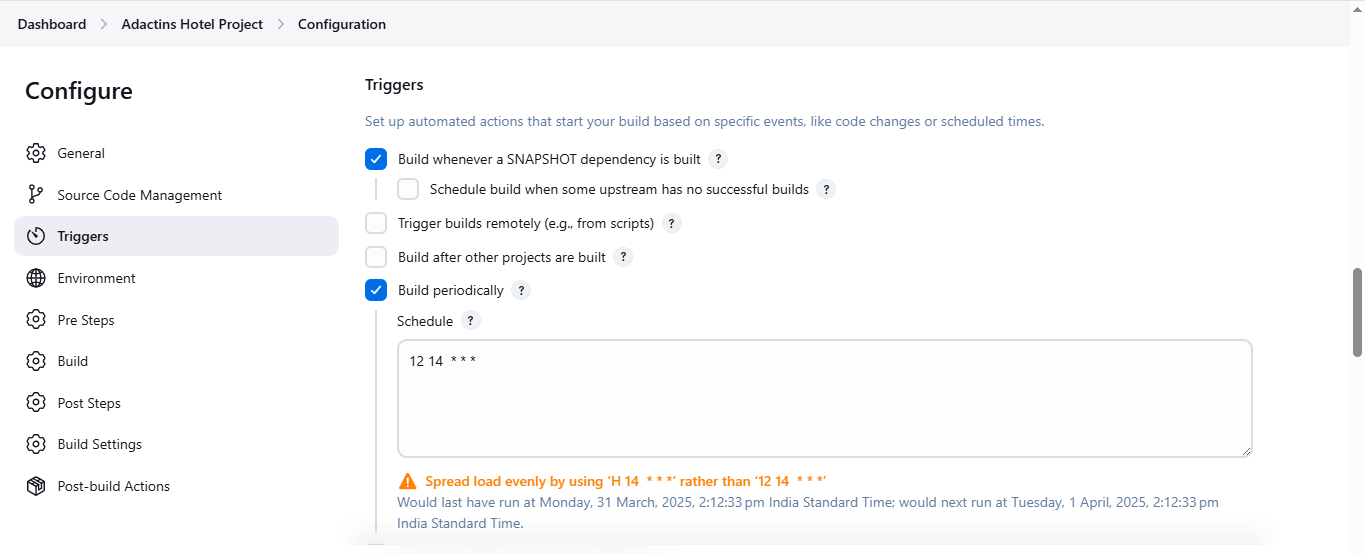 Dashboard > Adactins Hotel Project > Configuration
Configure
General
Source Code Management
Triggers
Environment
Pre Steps
Build
Post Steps
Build Settings
Post-build Actions
Triggers
Set up automated actions that start your build based on specific events, like code changes or scheduled times.
Build whenever a SNAPSHOT dependency is built ?
Schedule build when some upstream has no successful builds ?
Trigger builds remotely (e.g., from scripts) ?
Build after other projects are built ?
Build periodically ?
Schedule ?
12 14  * * *
Spread load evenly by using ‘H 14  * * *’ rather than ‘12 14  * * *’
Would last have run at Monday, 31 March, 2025, 2:12:33 pm India Standard Time; would next run at Tuesday, 1 April, 2025, 2:12:33 pm
India Standard Time.